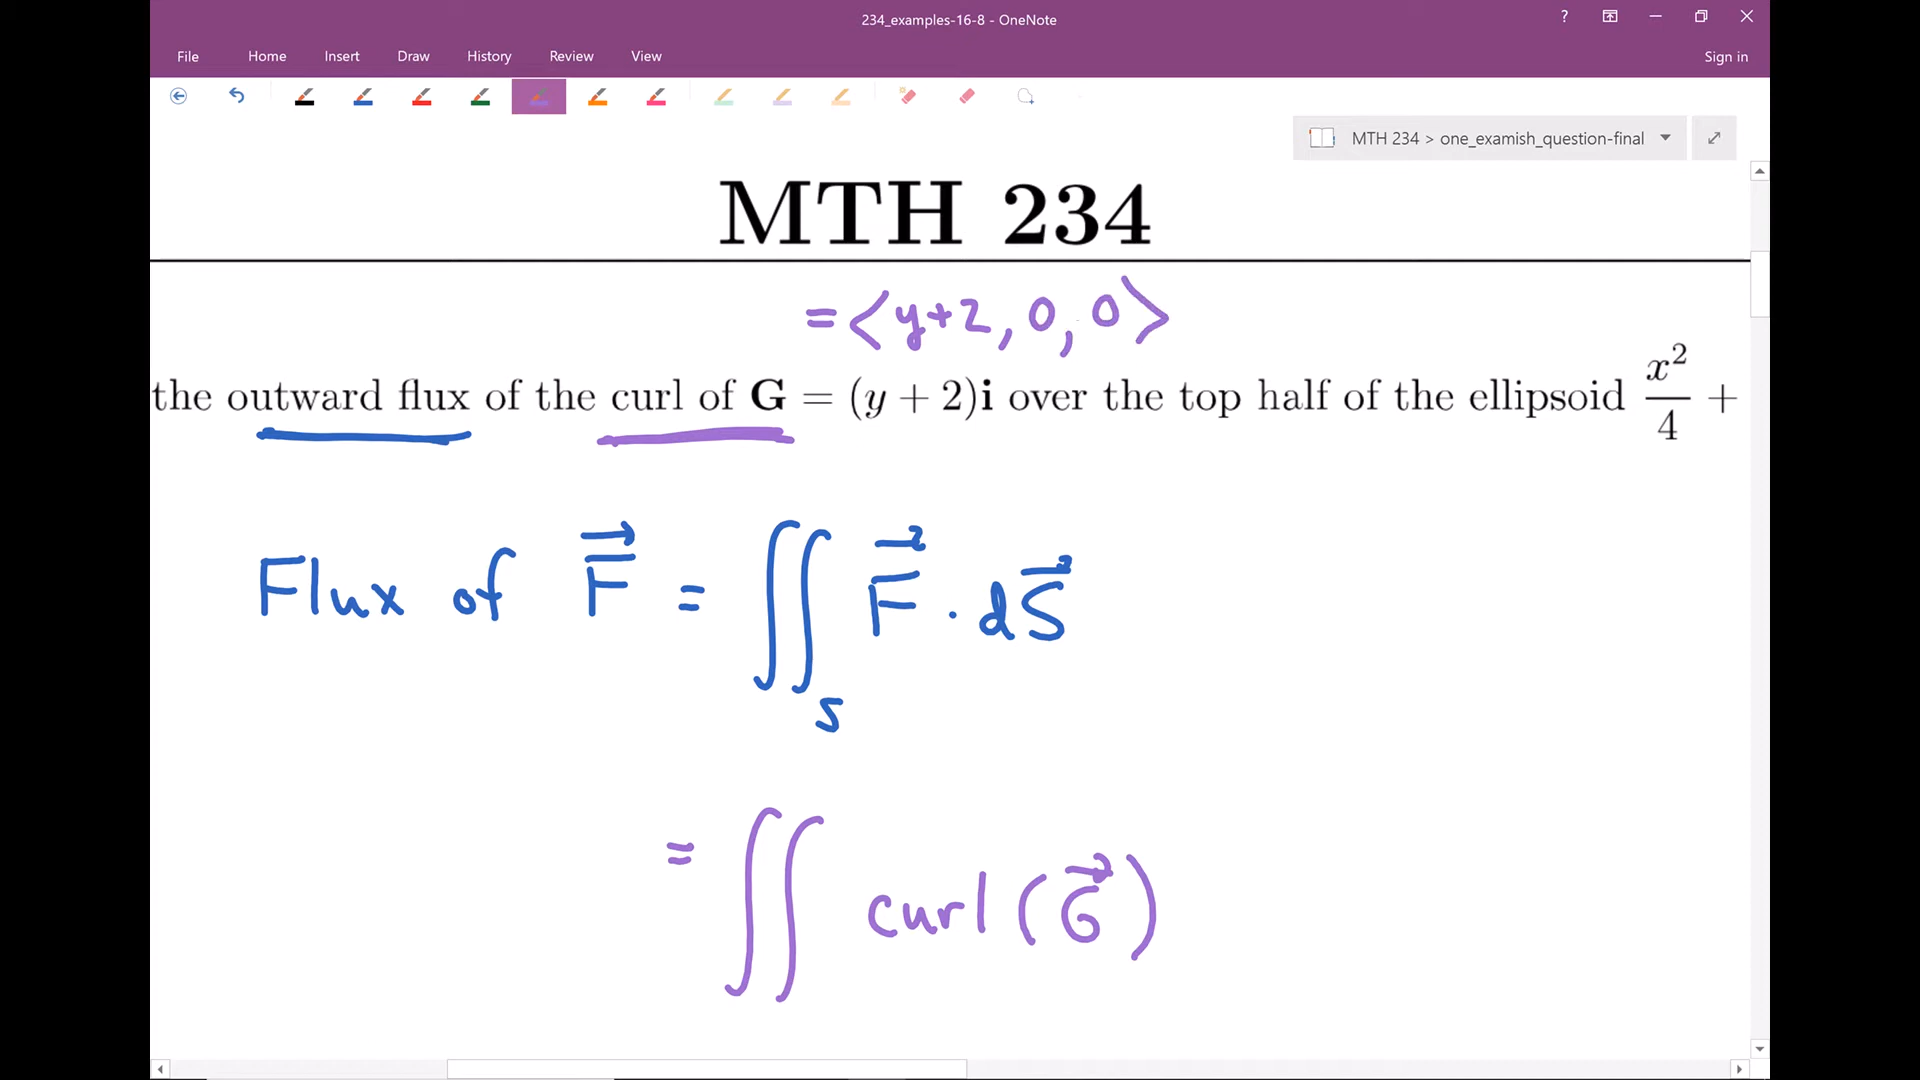 234_examples-16-8 - OneNote
?
File Home Insert Draw History Review View Sign in
MTH 234 > one_examish_question-final
MTH 234
= <y+2, 0, 0>
the outward flux of the curl of G = (y + 2)i over the top half of the ellipsoid x²/4 +
Flux of F⃗ = ∬_S F⃗ · dS⃗
= ∬ curl (G⃗)